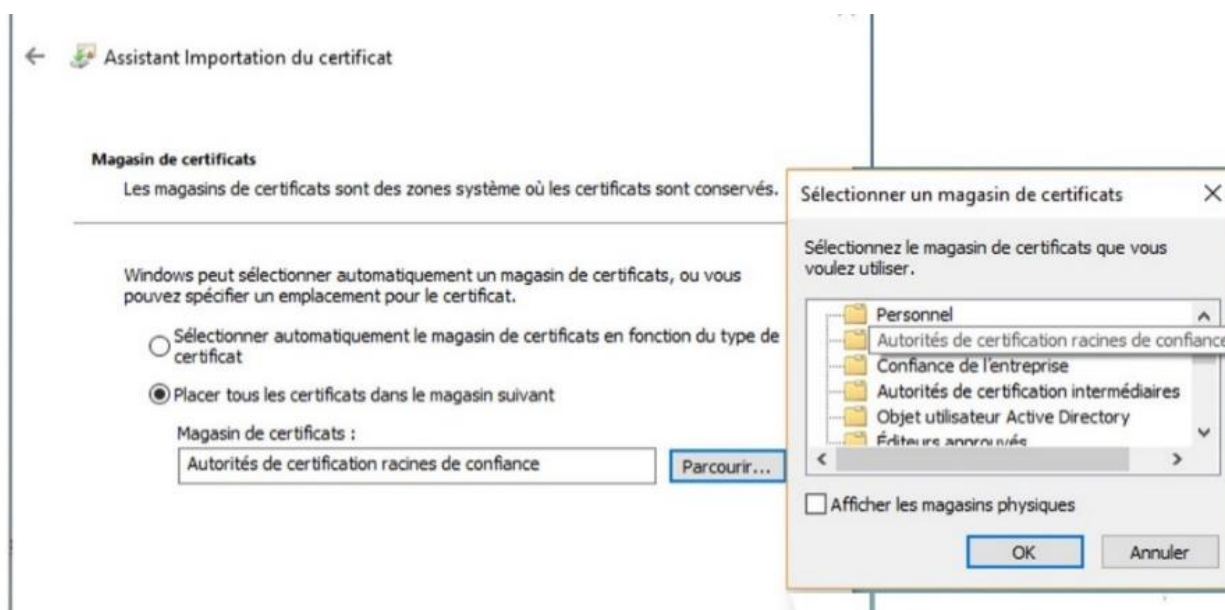 Assistant Importation du certificat
Magasin de certificats
Les magasins de certificats sont des zones système où les certificats sont conservés.
Windows peut sélectionner automatiquement un magasin de certificats, ou vous
pouvez spécifier un emplacement pour le certificat.
Sélectionner automatiquement le magasin de certificats en fonction du type de
certificat
Placer tous les certificats dans le magasin suivant
Magasin de certificats :
Autorités de certification racines de confiance
Parcourir...
Sélectionner un magasin de certificats
Sélectionnez le magasin de certificats que vous
voulez utiliser.
Personnel
Autorités de certification racines de confiance
Confiance de l'entreprise
Autorités de certification intermédiaires
Objet utilisateur Active Directory
Éditeurs approuvés
Afficher les magasins physiques
OK
Annuler